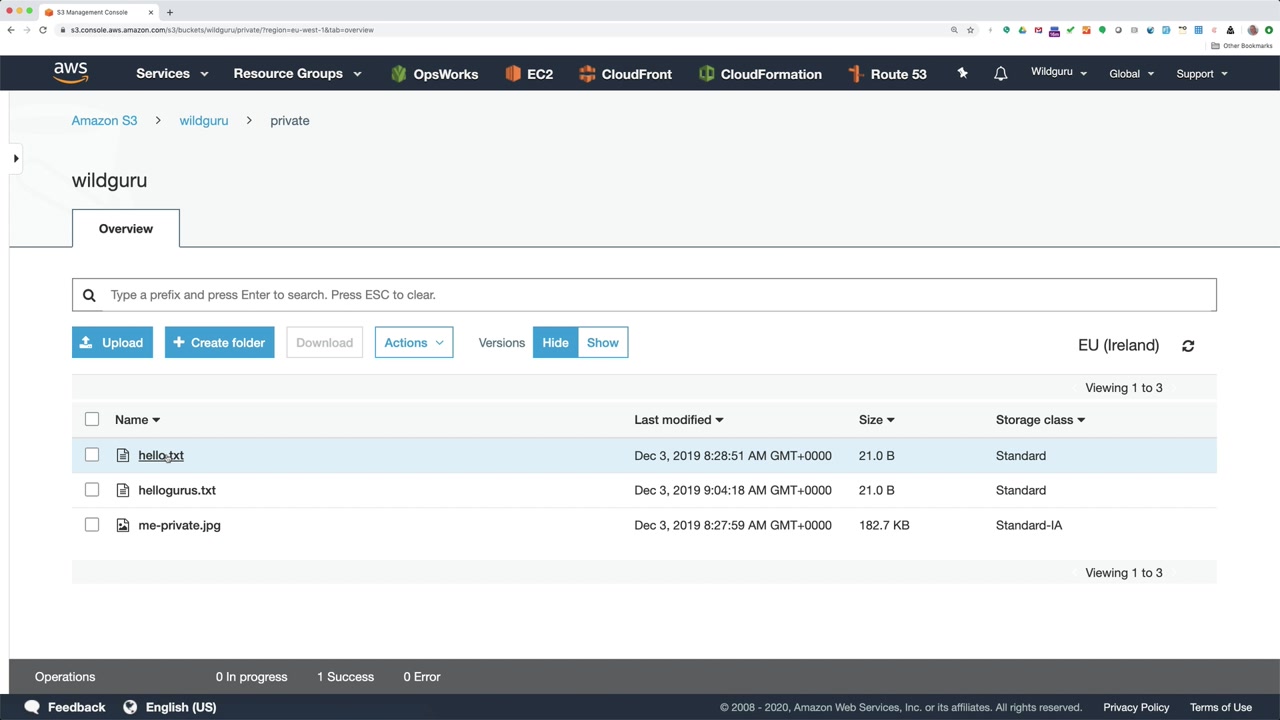 S3 Management Console
s3.console.aws.amazon.com/s3/buckets/wildguru/private/?region=eu-west-1&tab=overview
Other Bookmarks
aws Services Resource Groups OpsWorks EC2 CloudFront CloudFormation Route 53 Wildguru Global Support
Amazon S3 > wildguru > private
wildguru
Overview
Type a prefix and press Enter to search. Press ESC to clear.
Upload + Create folder Download Actions Versions Hide Show EU (Ireland)
Viewing 1 to 3
Name Last modified Size Storage class
hello.txt Dec 3, 2019 8:28:51 AM GMT+0000 21.0 B Standard
hellogurus.txt Dec 3, 2019 9:04:18 AM GMT+0000 21.0 B Standard
me-private.jpg Dec 3, 2019 8:27:59 AM GMT+0000 182.7 KB Standard-IA
Viewing 1 to 3
Operations 0 In progress 1 Success 0 Error
Feedback English (US) © 2008 - 2020, Amazon Web Services, Inc. or its affiliates. All rights reserved. Privacy Policy Terms of Use